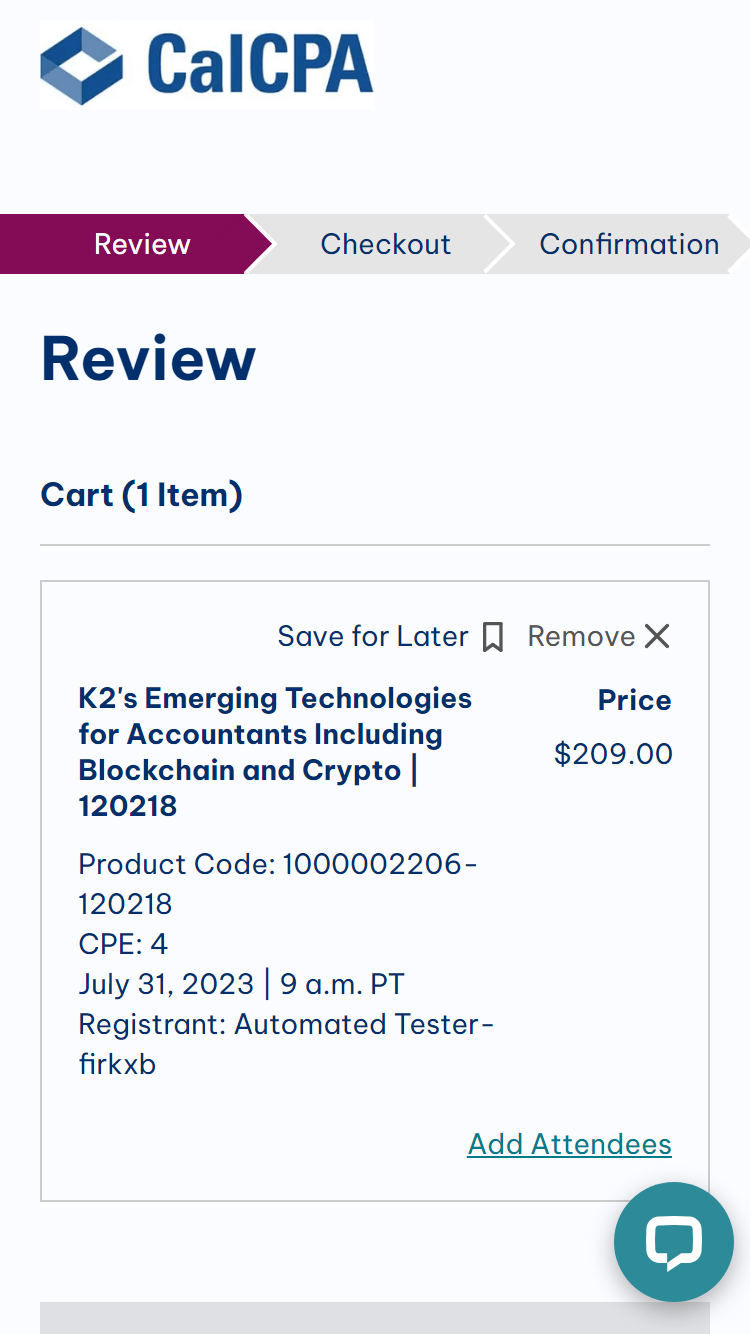 CalCPA
Review
Checkout
Confirmation
Review
Cart (1 Item)
Save for Later
Remove
K2's Emerging Technologies
for Accountants Including
Blockchain and Crypto |
120218
Price
$209.00
Product Code: 1000002206-
120218
CPE: 4
July 31, 2023 | 9 a.m. PT
Registrant: Automated Tester-
firkxb
Add Attendees